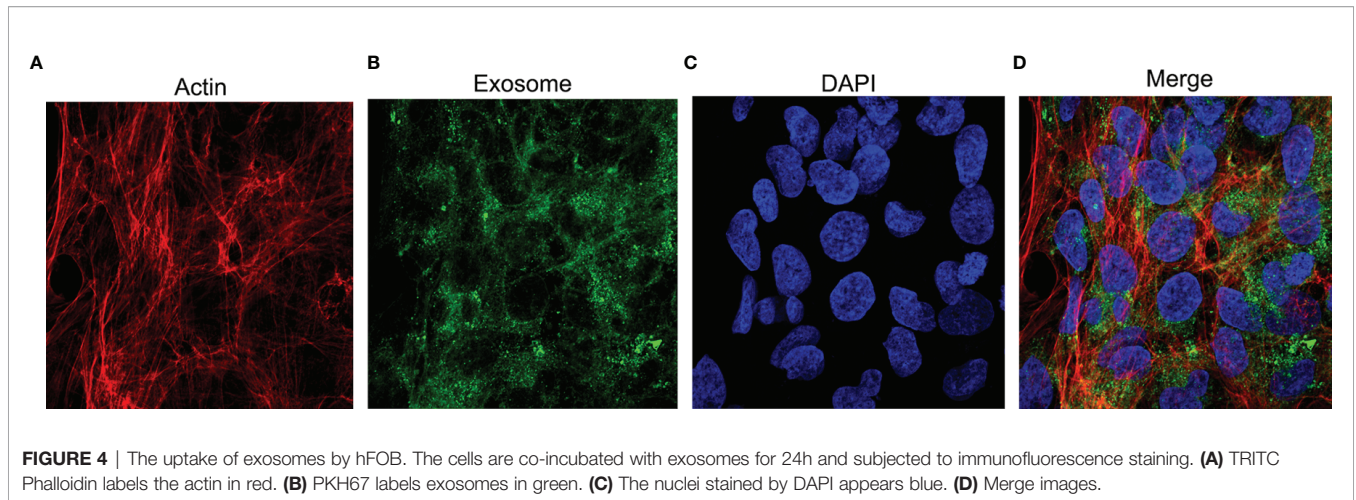 A
Actin
B
Exosome
C
DAPI
D
Merge
FIGURE 4 | The uptake of exosomes by hFOB. The cells are co-incubated with exosomes for 24h and subjected to immunofluorescence staining. (A) TRITC
Phalloidin labels the actin in red. (B) PKH67 labels exosomes in green. (C) The nuclei stained by DAPI appears blue. (D) Merge images.